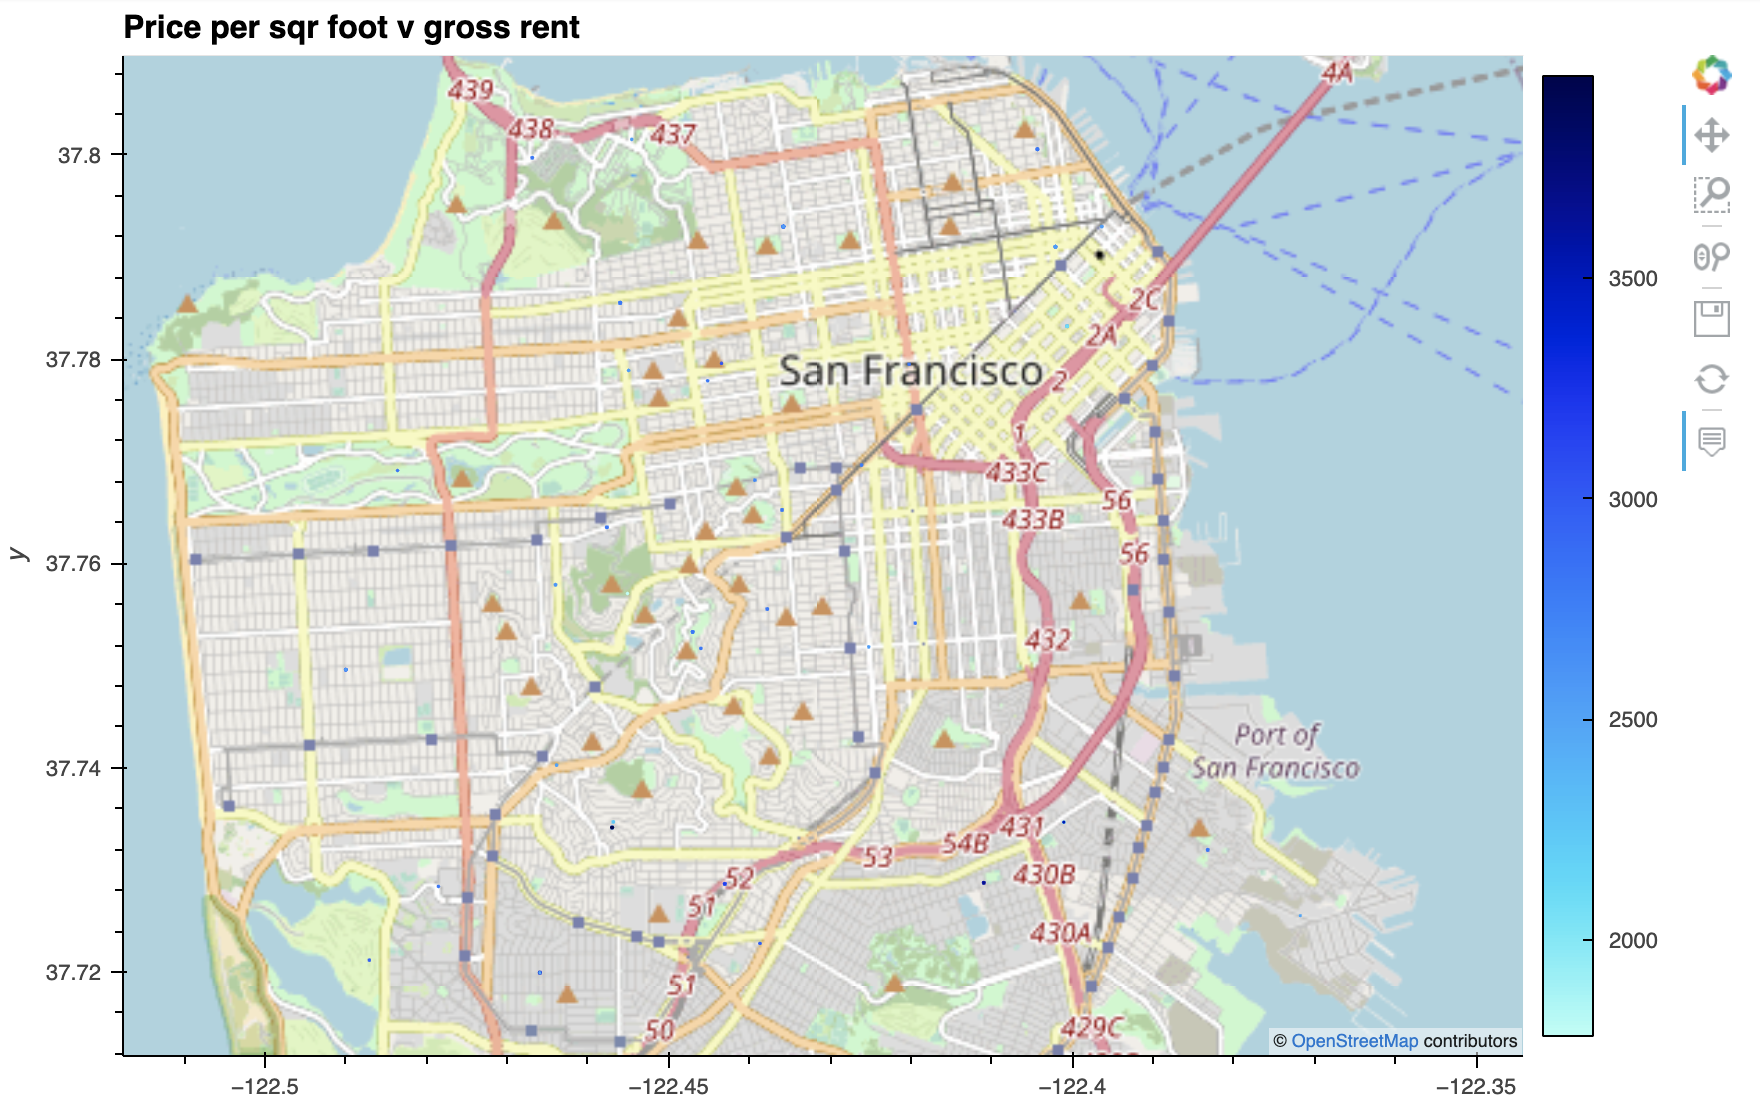 Price per sqr foot v gross rent
439
4A
438
437
37.8
3500
2C
2A
37.78
San Francisco
2
1
433C
3000
56
433B
y
37.76
56
432
2500
Port of
San Francisco
37.74
431
54B
53
52
430B
51
430A
2000
37.72
51
50
429C
© OpenStreetMap contributors
−122.5
−122.45
−122.4
−122.35